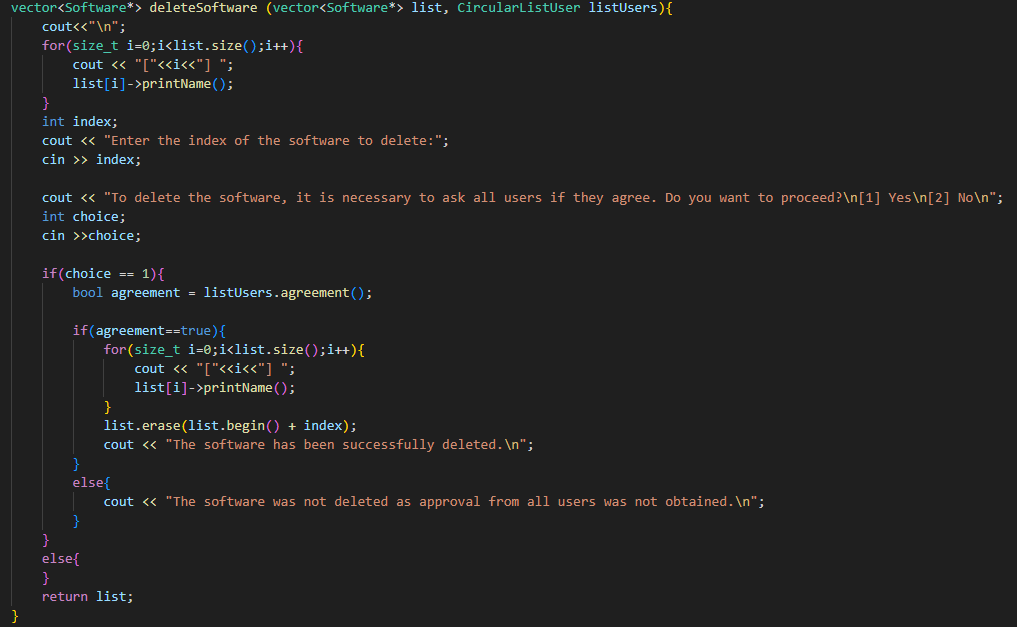 vector<Software*> deleteSoftware (vector<Software*> list, CircularListUser listUsers){
    cout<<"\n";
    for(size_t i=0;i<list.size();i++){
        cout << "["<<i<<"] ";
        list[i]->printName();
    }
    int index;
    cout << "Enter the index of the software to delete:";
    cin >> index;

    cout << "To delete the software, it is necessary to ask all users if they agree. Do you want to proceed?\n[1] Yes\n[2] No\n";
    int choice;
    cin >>choice;

    if(choice == 1){
        bool agreement = listUsers.agreement();

        if(agreement==true){
            for(size_t i=0;i<list.size();i++){
                cout << "["<<i<<"] ";
                list[i]->printName();
            }
            list.erase(list.begin() + index);
            cout << "The software has been successfully deleted.\n";
        }
        else{
            cout << "The software was not deleted as approval from all users was not obtained.\n";
        }
    }
    else{
    }
    return list;
}